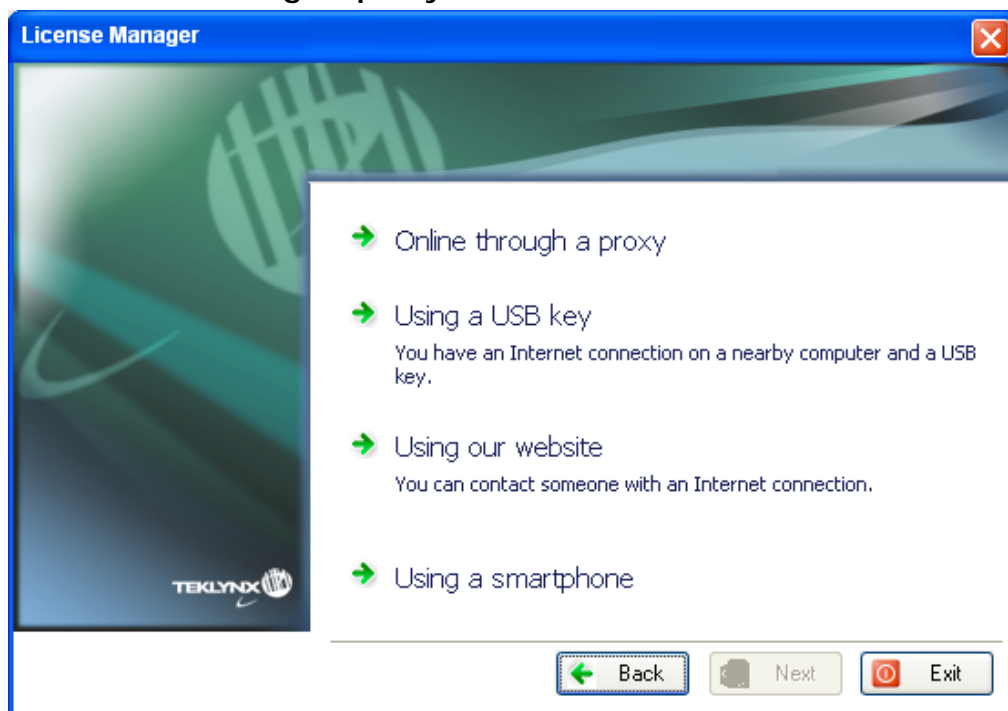 License Manager
Online through a proxy
Using a USB key
You have an Internet connection on a nearby computer and a USB
key.
Using our website
You can contact someone with an Internet connection.
Using a smartphone
TEKLYNX
Back
Next
Exit